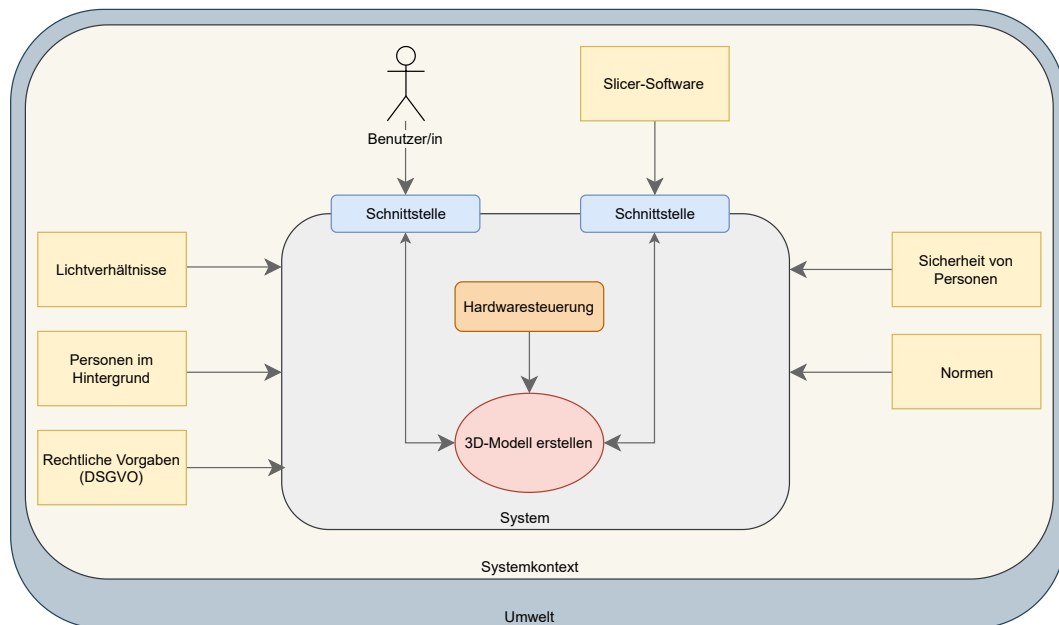 Benutzer/in
Slicer-Software
Schnittstelle
Schnittstelle
Lichtverhältnisse
Personen im
Hintergrund
Rechtliche Vorgaben
(DSGVO)
Hardwaresteuerung
3D-Modell erstellen
Sicherheit von
Personen
Normen
System
Systemkontext
Umwelt